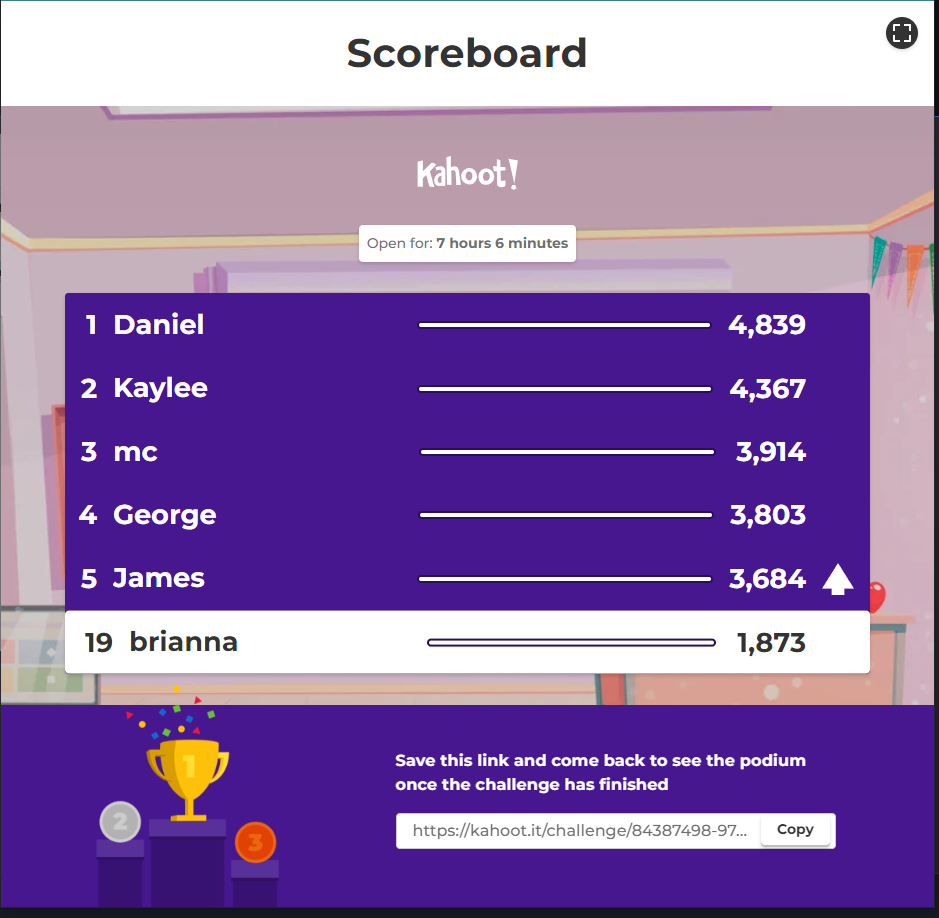 Scoreboard
Kahoot!
Open for: 7 hours 6 minutes
1 Daniel 4,839
2 Kaylee 4,367
3 mc 3,914
4 George 3,803
5 James 3,684
19 brianna 1,873
1
2
3
Save this link and come back to see the podium
once the challenge has finished
https://kahoot.it/challenge/84387498-97... Copy